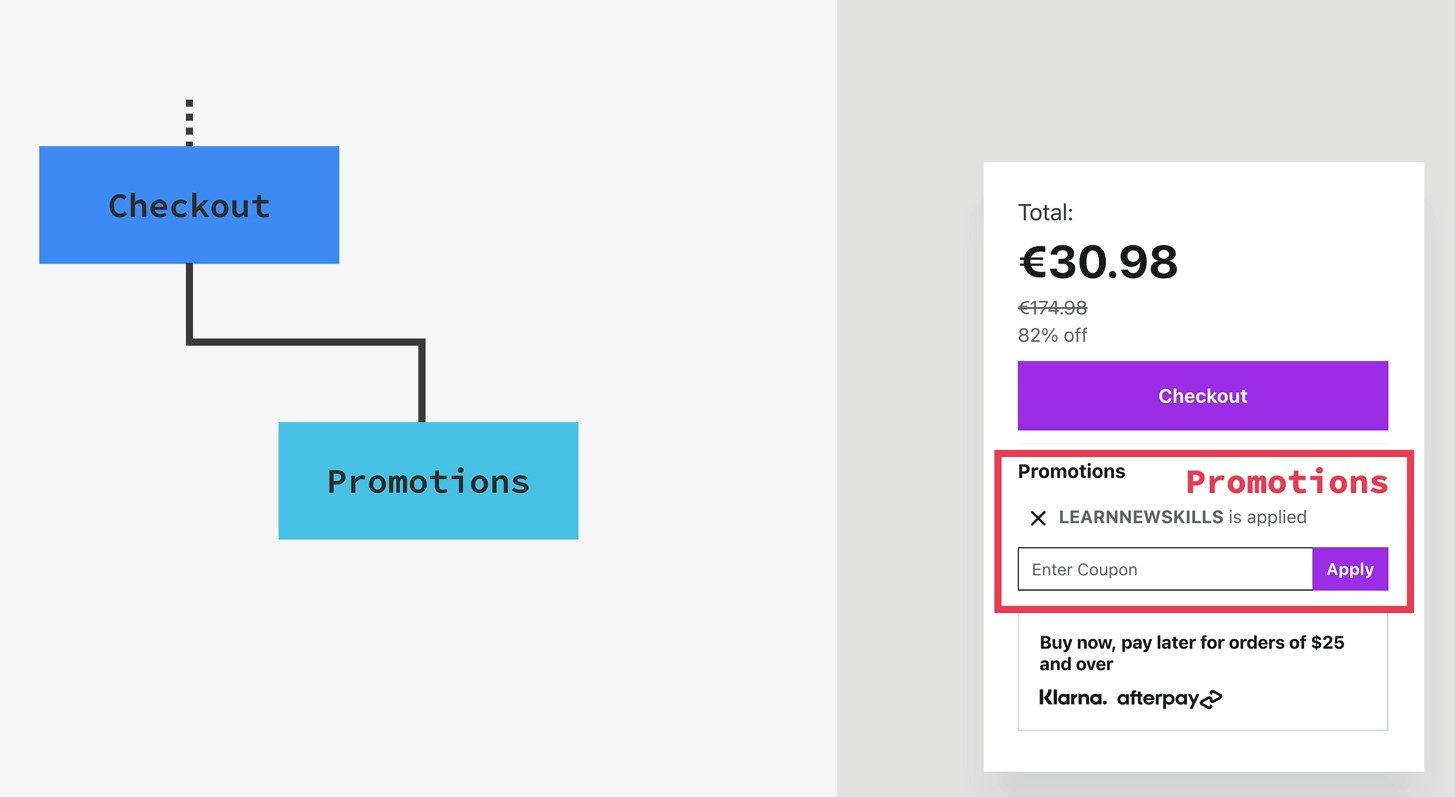 Checkout
Promotions
Total:
€30.98
€174.98
82% off
Checkout
Promotions
Promotions
LEARNNEWSKILLS is applied
Enter Coupon
Apply
Buy now, pay later for orders of $25
and over
Klarna. afterpay